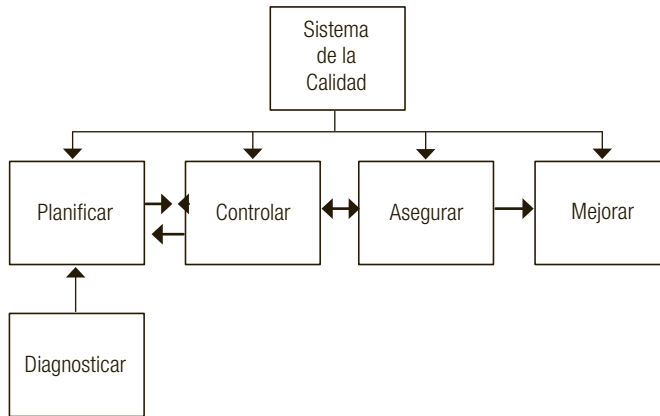 Sistema
de la
Calidad
Planificar
Controlar
Asegurar
Mejorar
Diagnosticar